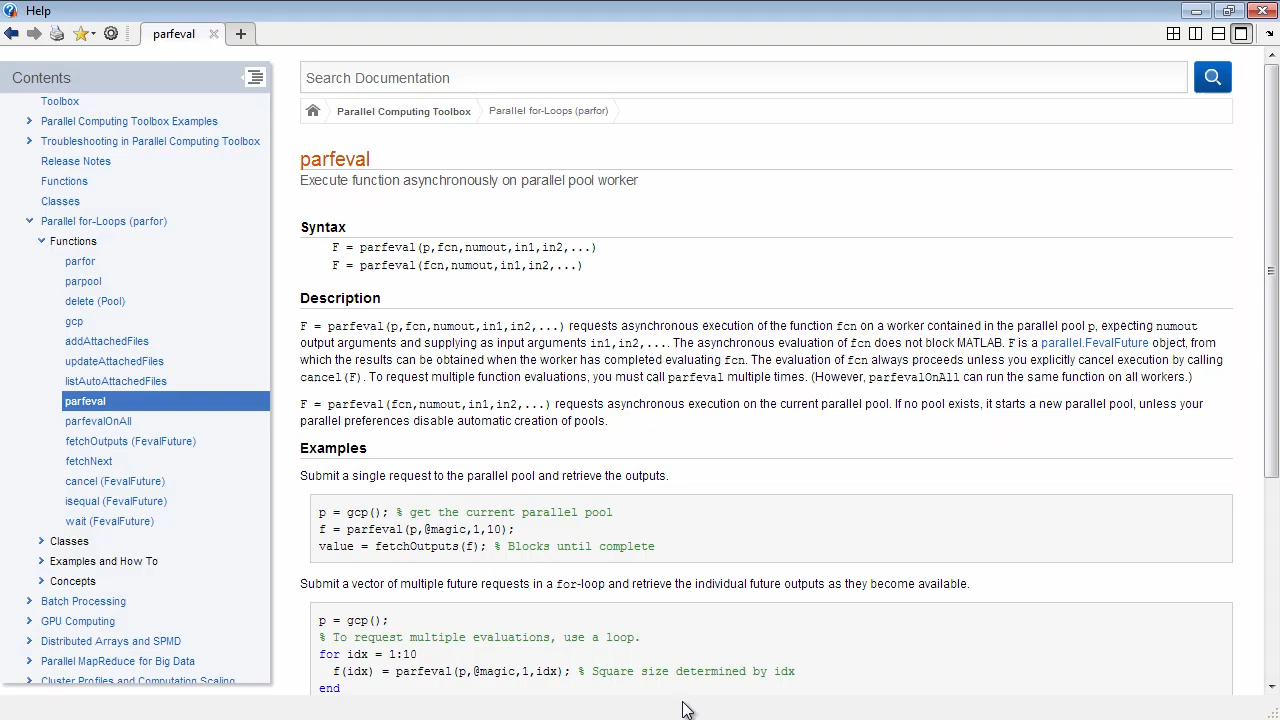 Help
parfeval
Contents
Toolbox
Parallel Computing Toolbox Examples
Troubleshooting in Parallel Computing Toolbox
Release Notes
Functions
Classes
Parallel for-Loops (parfor)
Functions
parfor
parpool
delete (Pool)
gcp
addAttachedFiles
updateAttachedFiles
listAutoAttachedFiles
parfeval
parfevalOnAll
fetchOutputs (FevalFuture)
fetchNext
cancel (FevalFuture)
isequal (FevalFuture)
wait (FevalFuture)
Classes
Examples and How To
Concepts
Batch Processing
GPU Computing
Distributed Arrays and SPMD
Parallel MapReduce for Big Data
Cluster Profiles and Computation Scaling
Search Documentation
Parallel Computing Toolbox Parallel for-Loops (parfor)
parfeval
Execute function asynchronously on parallel pool worker
Syntax
F = parfeval(p,fcn,numout,in1,in2,...)
F = parfeval(fcn,numout,in1,in2,...)
Description
F = parfeval(p,fcn,numout,in1,in2,...) requests asynchronous execution of the function fcn on a worker contained in the parallel pool p, expecting numout
output arguments and supplying as input arguments in1,in2,.... The asynchronous evaluation of fcn does not block MATLAB. F is a parallel.FevalFuture object, from
which the results can be obtained when the worker has completed evaluating fcn. The evaluation of fcn always proceeds unless you explicitly cancel execution by calling
cancel(F). To request multiple function evaluations, you must call parfeval multiple times. (However, parfevalOnAll can run the same function on all workers.)
F = parfeval(fcn,numout,in1,in2,...) requests asynchronous execution on the current parallel pool. If no pool exists, it starts a new parallel pool, unless your
parallel preferences disable automatic creation of pools.
Examples
Submit a single request to the parallel pool and retrieve the outputs.
p = gcp(); % get the current parallel pool
f = parfeval(p,@magic,1,10);
value = fetchOutputs(f); % Blocks until complete
Submit a vector of multiple future requests in a for-loop and retrieve the individual future outputs as they become available.
p = gcp();
% To request multiple evaluations, use a loop.
for idx = 1:10
f(idx) = parfeval(p,@magic,1,idx); % Square size determined by idx
end